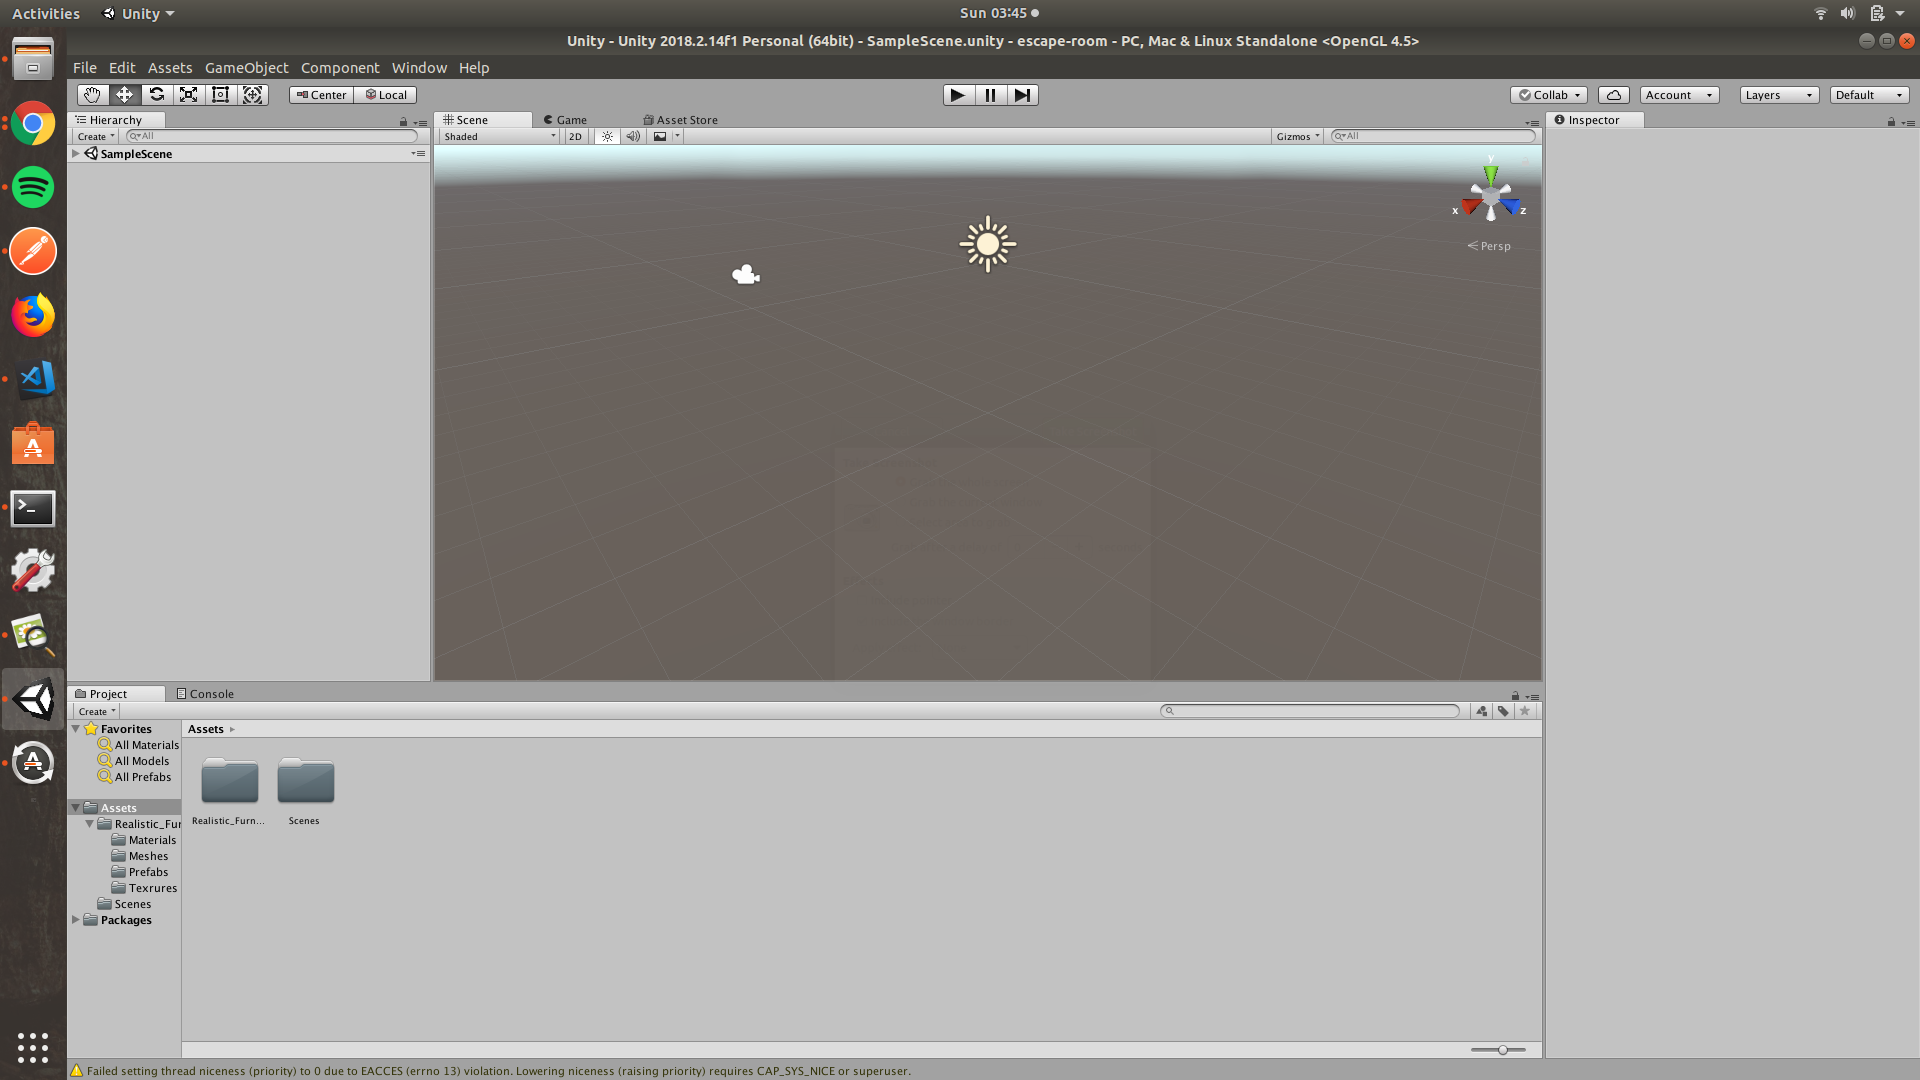 Activities Unity Sun 03:45
Unity - Unity 2018.2.14f1 Personal (64bit) - SampleScene.unity - escape-room - PC, Mac & Linux Standalone <OpenGL 4.5>
File Edit Assets GameObject Component Window Help
Center Local Collab Account Layers Default
Hierarchy Scene Game Asset Store Inspector
Create All Shaded 2D Gizmos All
SampleScene
y
x z
Persp
Project Console
Create
Favorites Assets
All Materials
All Models
All Prefabs
Assets
Realistic_Fur
Materials
Meshes
Prefabs
Texrures
Scenes
Packages
Realistic_Furn... Scenes
Failed setting thread niceness (priority) to 0 due to EACCES (errno 13) violation. Lowering niceness (raising priority) requires CAP_SYS_NICE or superuser.